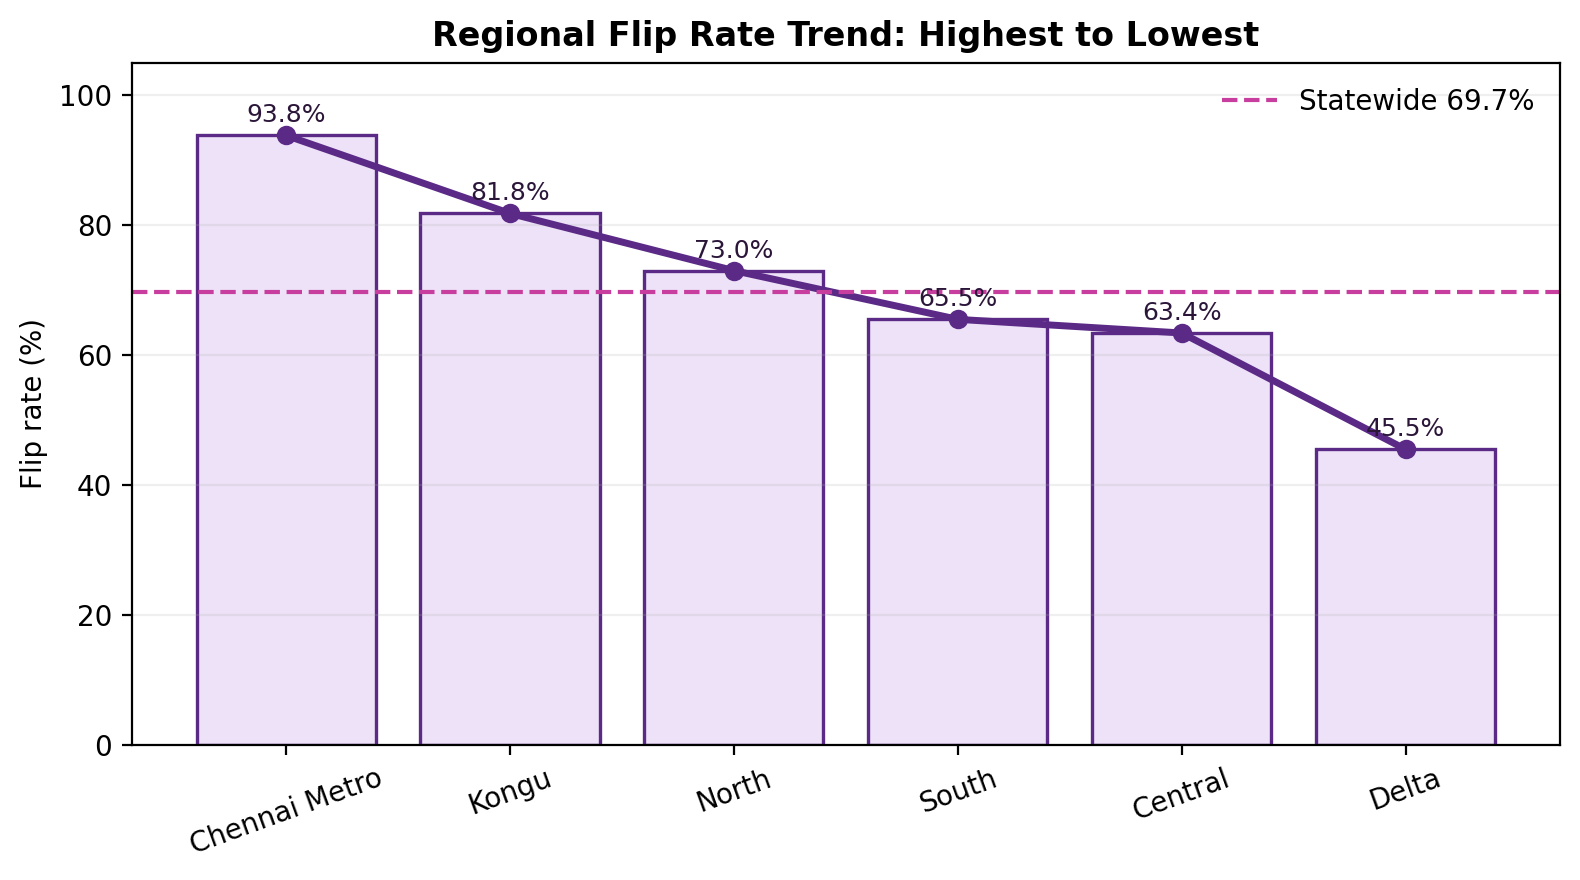 Regional Flip Rate Trend: Highest to Lowest
Statewide 69.7%
Flip rate (%)
100
80
60
40
20
0
93.8%
81.8%
73.0%
65.5%
63.4%
45.5%
Chennai Metro
Kongu
North
South
Central
Delta